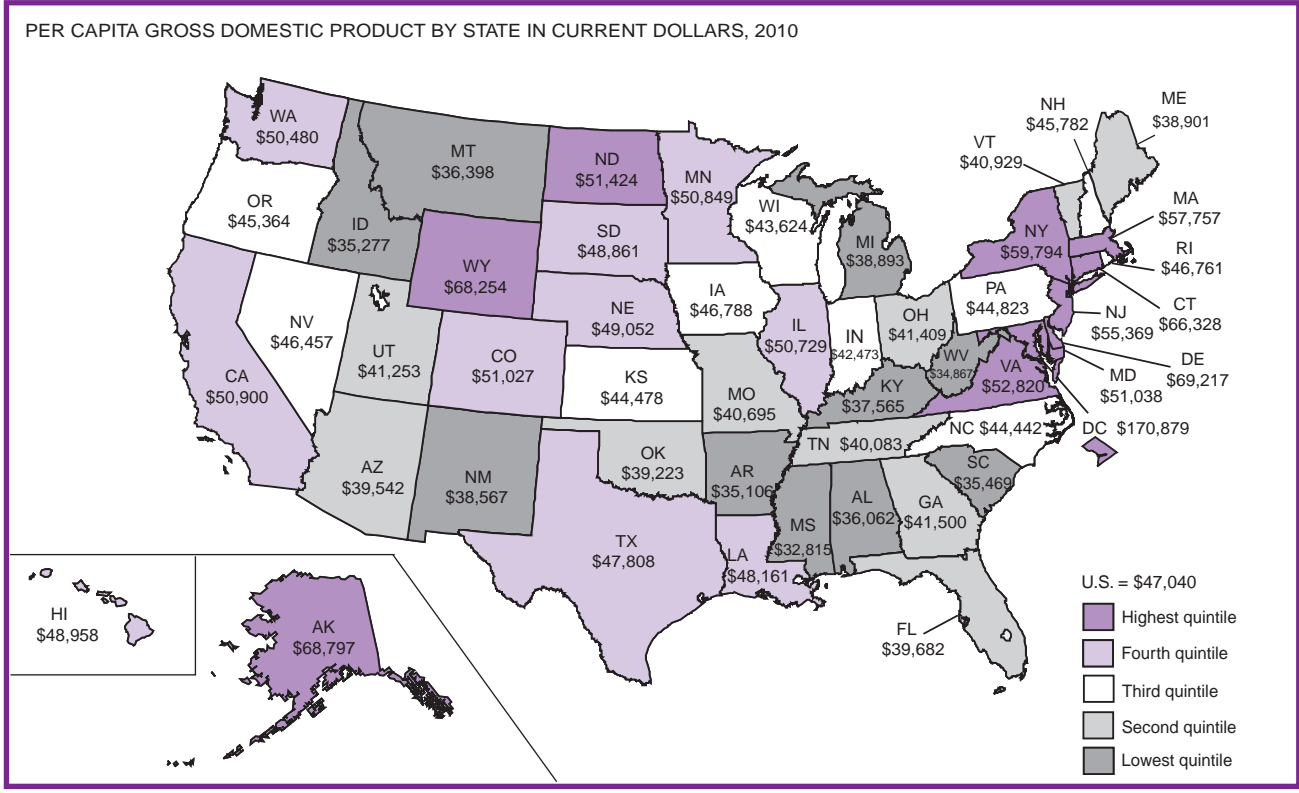 PER CAPITA GROSS DOMESTIC PRODUCT BY STATE IN CURRENT DOLLARS, 2010
WA
$50,480
MT
$36,398
ND
$51,424
MN
$50,849
NH
$45,782
ME
$38,901
VT
$40,929
OR
$45,364
ID
$35,277
WY
$68,254
SD
$48,861
WI
$43,624
MI
$38,893
NY
$59,794
MA
$57,757
RI
$46,761
CT
$66,328
NJ
$55,369
DE
$69,217
MD
$51,038
DC $170,879
NV
$46,457
UT
$41,253
CO
$51,027
NE
$49,052
IA
$46,788
IL
$50,729
IN
$42,473
OH
$41,409
PA
$44,823
WV
$34,867
VA
$52,820
CA
$50,900
KS
$44,478
MO
$40,695
KY
$37,565
NC $44,442
TN $40,083
AZ
$39,542
NM
$38,567
OK
$39,223
AR
$35,106
SC
$35,469
MS
$32,815
AL
$36,062
GA
$41,500
TX
$47,808
LA
$48,161
FL
$39,682
HI
$48,958
AK
$68,797
U.S. = $47,040
Highest quintile
Fourth quintile
Third quintile
Second quintile
Lowest quintile